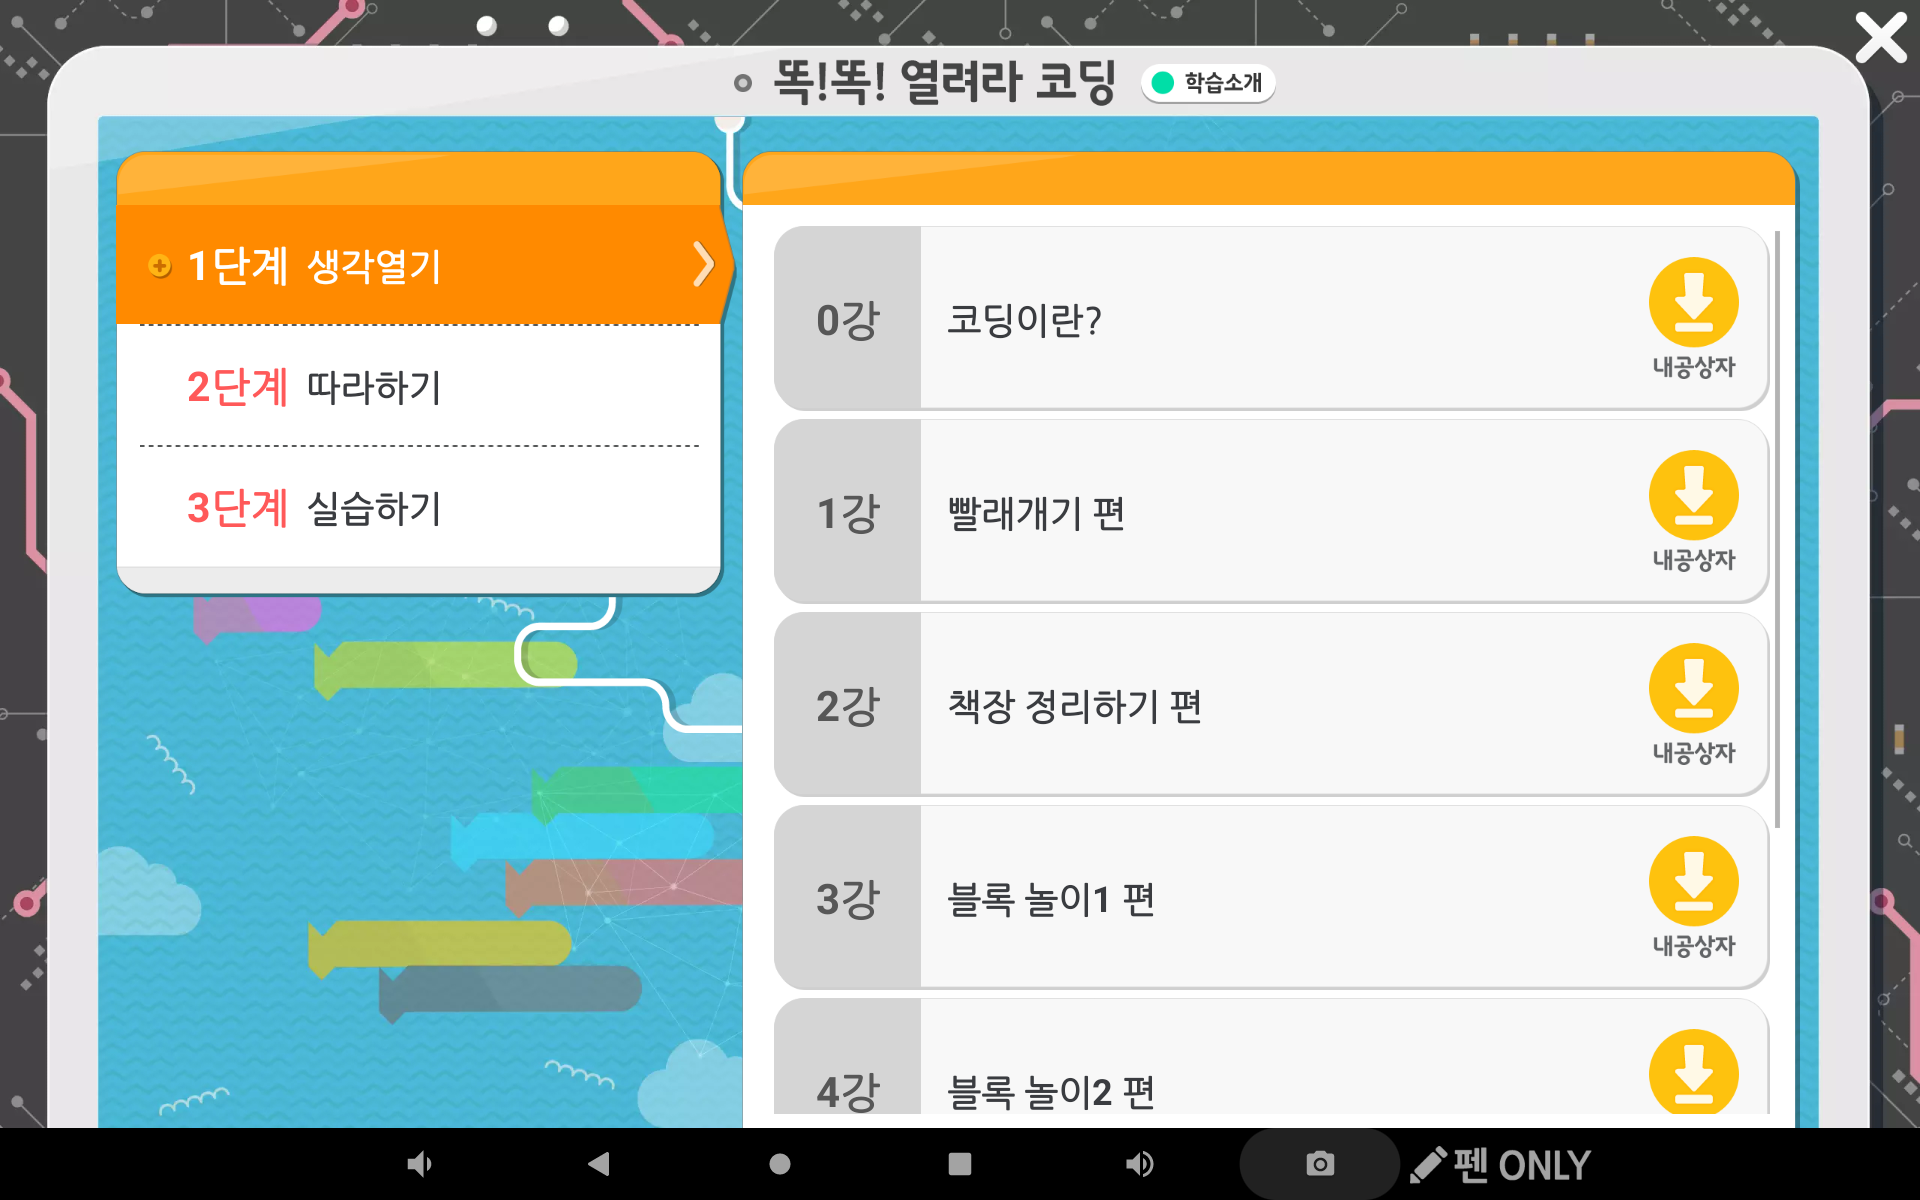 똑!똑! 열려라 코딩 학습소개
1단계 생각열기
2단계 따라하기
3단계 실습하기
0강 코딩이란? 내공상자
1강 빨래개기 편 내공상자
2강 책장 정리하기 편 내공상자
3강 블록 놀이1 편 내공상자
4강 블록 놀이2 편
펜 ONLY